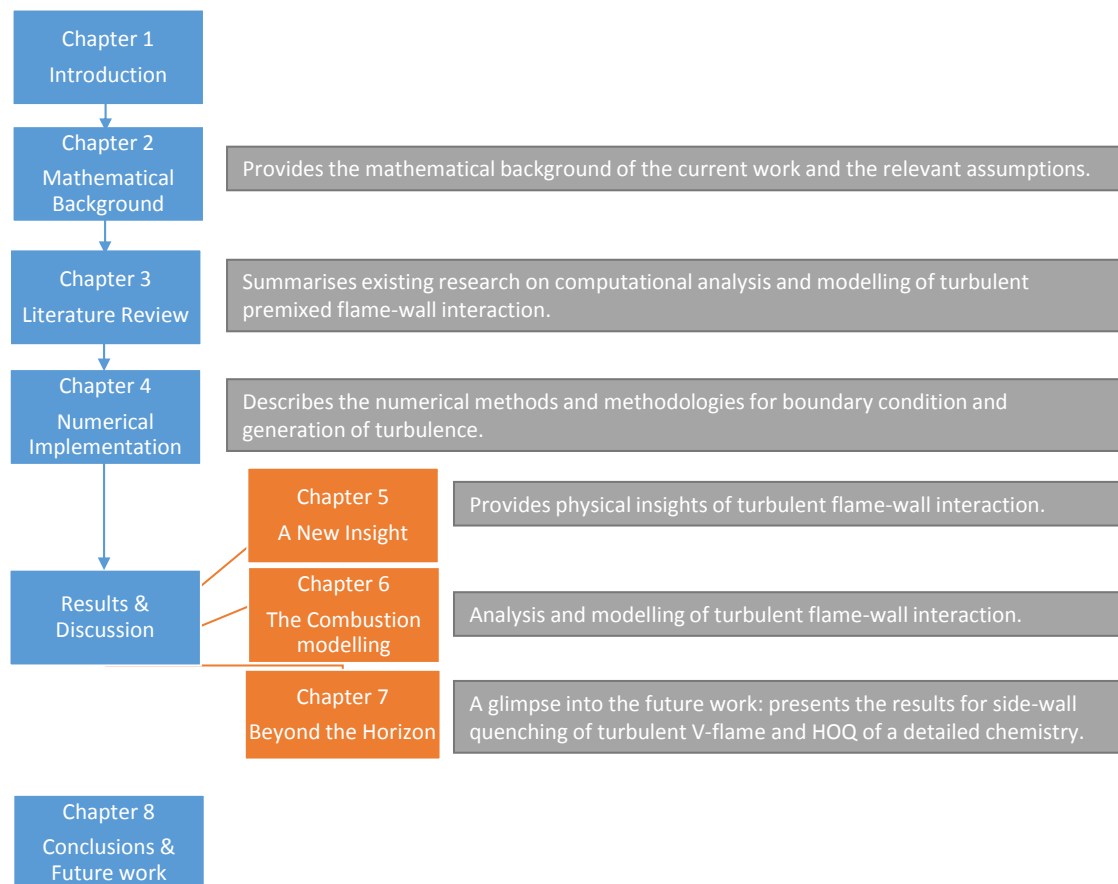 Chapter 1
Introduction
Chapter 2
Mathematical
Background
Provides the mathematical background of the current work and the relevant assumptions.
Chapter 3
Literature Review
Summarises existing research on computational analysis and modelling of turbulent
premixed flame-wall interaction.
Chapter 4
Numerical
Implementation
Describes the numerical methods and methodologies for boundary condition and
generation of turbulence.
Chapter 5
A New Insight
Provides physical insights of turbulent flame-wall interaction.
Results &
Discussion
Chapter 6
The Combustion
modelling
Analysis and modelling of turbulent flame-wall interaction.
Chapter 7
Beyond the Horizon
A glimpse into the future work: presents the results for side-wall
quenching of turbulent V-flame and HOQ of a detailed chemistry.
Chapter 8
Conclusions &
Future work